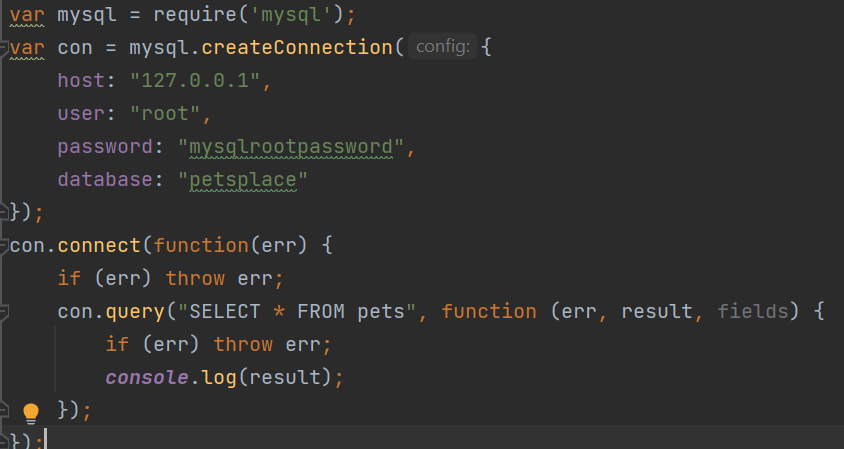 var mysql = require('mysql');
var con = mysql.createConnection( config: {
    host: "127.0.0.1",
    user: "root",
    password: "mysqlrootpassword",
    database: "petsplace"
});
con.connect(function(err) {
    if (err) throw err;
    con.query("SELECT * FROM pets", function (err, result, fields) {
        if (err) throw err;
        console.log(result);
    });
});